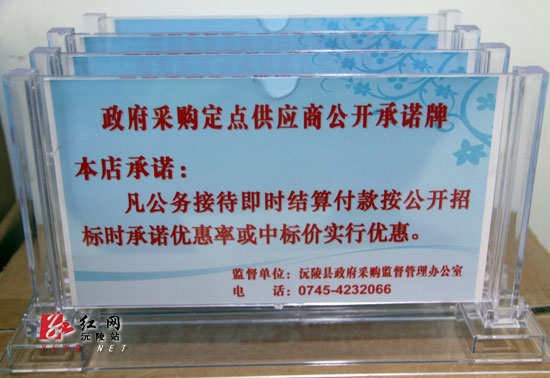 政府采购定点供应商公开承诺牌
本店承诺：
凡公务接待即时结算付款按公开招
标时承诺优惠率或中标价实行优惠。
监督单位：沅陵县政府采购监督管理办公室
电 话：0745-4232066
红 红网
沅陵站
NET